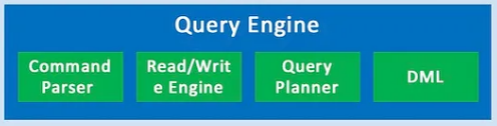 Query Engine
Command
Parser
Read/Writ
e Engine
Query
Planner
DML